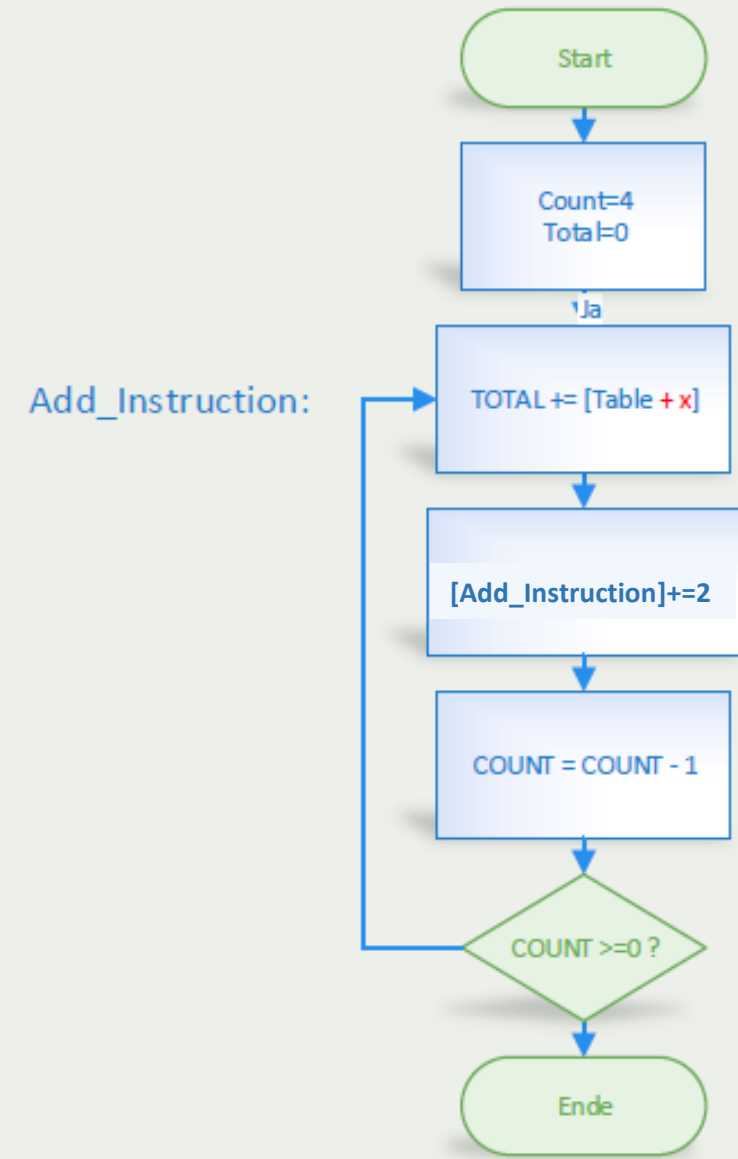 Start
Count=4
Total=0
Ja
Add_Instruction:
TOTAL += [Table + x]
[Add_Instruction]+=2
COUNT = COUNT - 1
COUNT >=0 ?
Ende